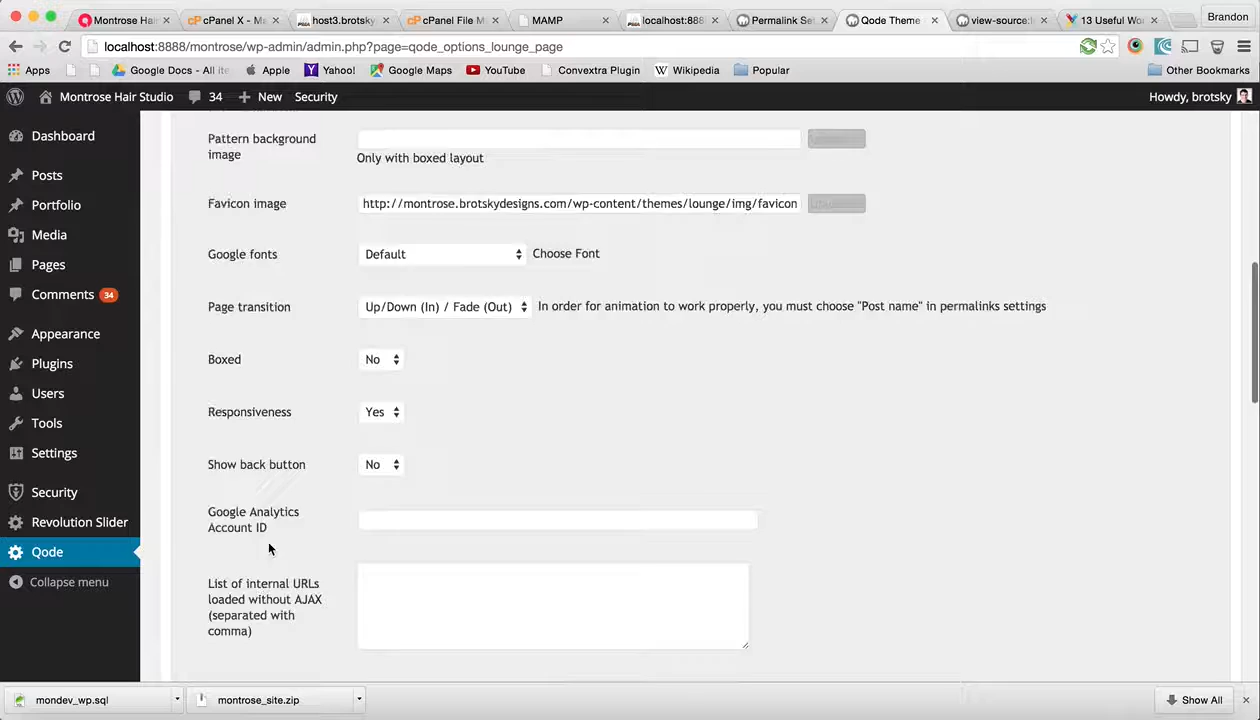 Montrose Hair
cPanel X - Ma
host3.brotsky
cPanel File M
MAMP
localhost:888
Permalink Set
Qode Theme
view-source:l
13 Useful Wo
Brandon
localhost:8888/montrose/wp-admin/admin.php?page=qode_options_lounge_page
Apps
Google Docs - All ite
Apple
Yahoo!
Google Maps
YouTube
Convextra Plugin
Wikipedia
Popular
Other Bookmarks
Montrose Hair Studio
34
New
Security
Howdy, brotsky
Dashboard
Posts
Portfolio
Media
Pages
Comments 34
Appearance
Plugins
Users
Tools
Settings
Security
Revolution Slider
Qode
Collapse menu
Pattern background
image
Only with boxed layout
Favicon image
http://montrose.brotskydesigns.com/wp-content/themes/lounge/img/favicon
Google fonts
Default
Choose Font
Page transition
Up/Down (In) / Fade (Out)
In order for animation to work properly, you must choose "Post name" in permalinks settings
Boxed
No
Responsiveness
Yes
Show back button
No
Google Analytics
Account ID
List of internal URLs
loaded without AJAX
(separated with
comma)
mondev_wp.sql
montrose_site.zip
Show All